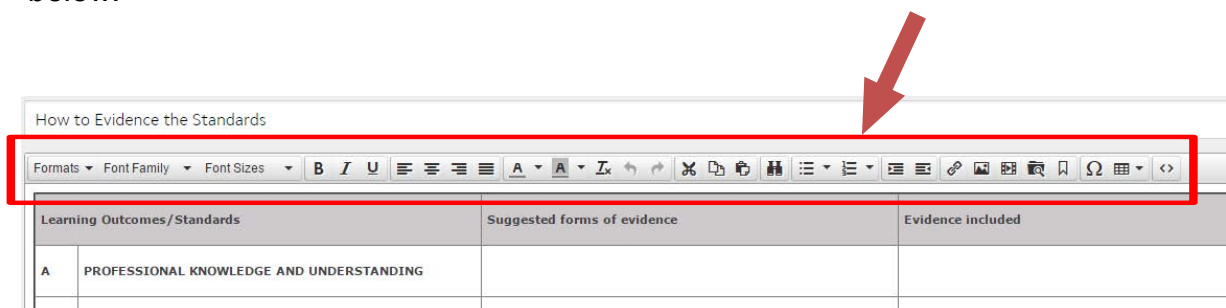 How to Evidence the Standards
Formats Font Family Font Sizes B I U A A Ix Ω <>
Learning Outcomes/Standards Suggested forms of evidence Evidence included
A PROFESSIONAL KNOWLEDGE AND UNDERSTANDING